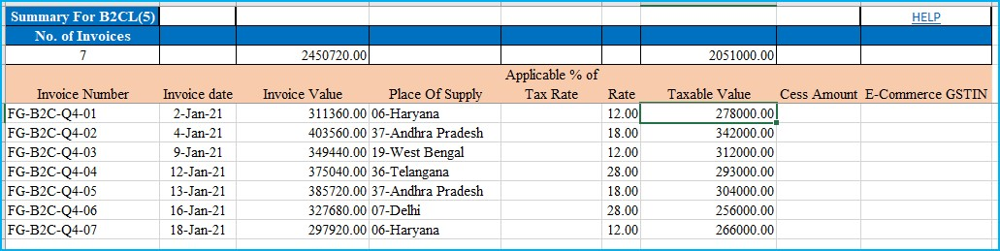 Summary For B2CL(5) HELP
No. of Invoices
7 2450720.00 2051000.00
Applicable % of
Invoice Number Invoice date Invoice Value Place Of Supply Tax Rate Rate Taxable Value Cess Amount E-Commerce GSTIN
FG-B2C-Q4-01 2-Jan-21 311360.00 06-Haryana 12.00 278000.00
FG-B2C-Q4-02 4-Jan-21 403560.00 37-Andhra Pradesh 18.00 342000.00
FG-B2C-Q4-03 9-Jan-21 349440.00 19-West Bengal 12.00 312000.00
FG-B2C-Q4-04 12-Jan-21 375040.00 36-Telangana 28.00 293000.00
FG-B2C-Q4-05 13-Jan-21 385720.00 37-Andhra Pradesh 18.00 304000.00
FG-B2C-Q4-06 16-Jan-21 327680.00 07-Delhi 28.00 256000.00
FG-B2C-Q4-07 18-Jan-21 297920.00 06-Haryana 12.00 266000.00